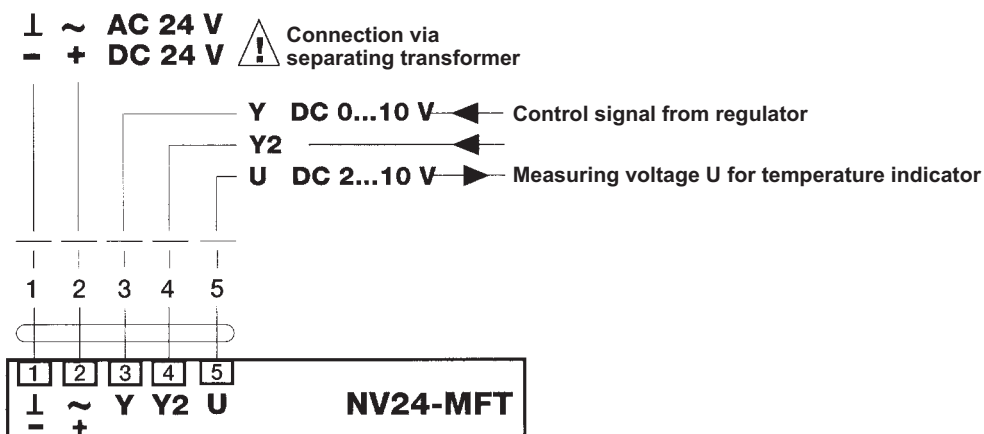 ⊥ ~ AC 24 V
− + DC 24 V
! Connection via
separating transformer
Y DC 0...10 V Control signal from regulator
Y2
U DC 2...10 V Measuring voltage U for temperature indicator
1 2 3 4 5
1 2 3 4 5
⊥ ~ Y Y2 U NV24-MFT
− +